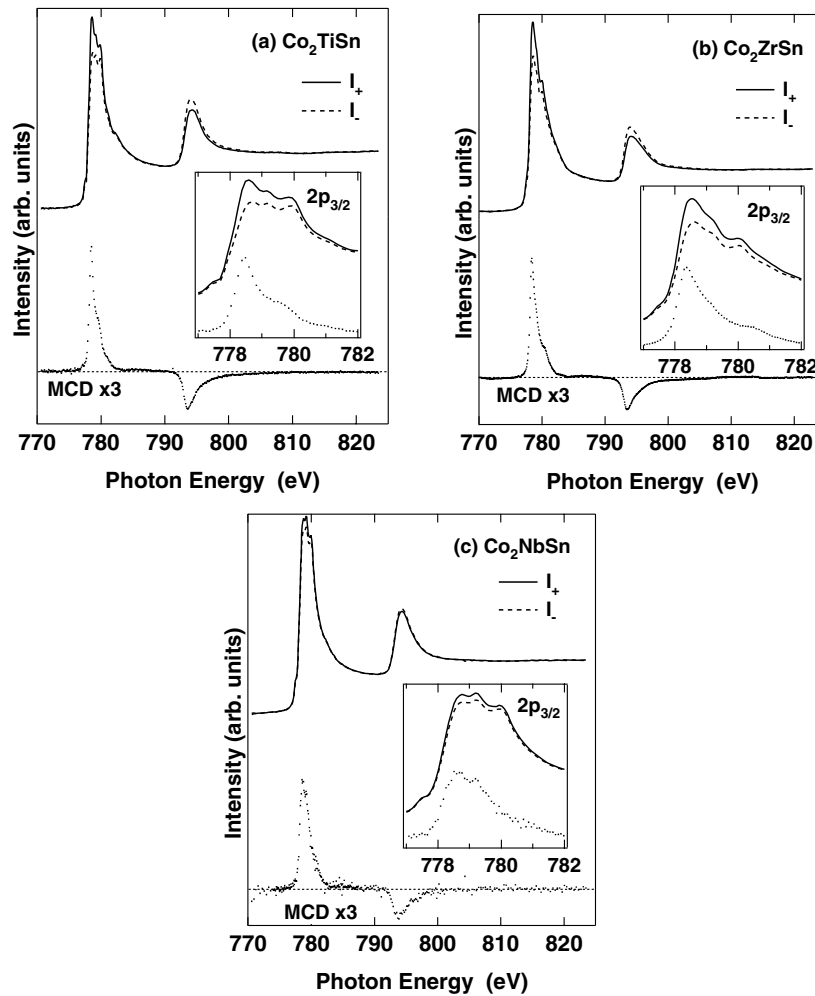 (a) Co₂TiSn
I₊
I₋
Intensity (arb. units)
2p₃/₂
778 780 782
MCD x3
770 780 790 800 810 820
Photon Energy (eV)
(b) Co₂ZrSn
I₊
I₋
Intensity (arb. units)
2p₃/₂
778 780 782
MCD x3
770 780 790 800 810 820
Photon Energy (eV)
(c) Co₂NbSn
I₊
I₋
Intensity (arb. units)
2p₃/₂
778 780 782
MCD x3
770 780 790 800 810 820
Photon Energy (eV)